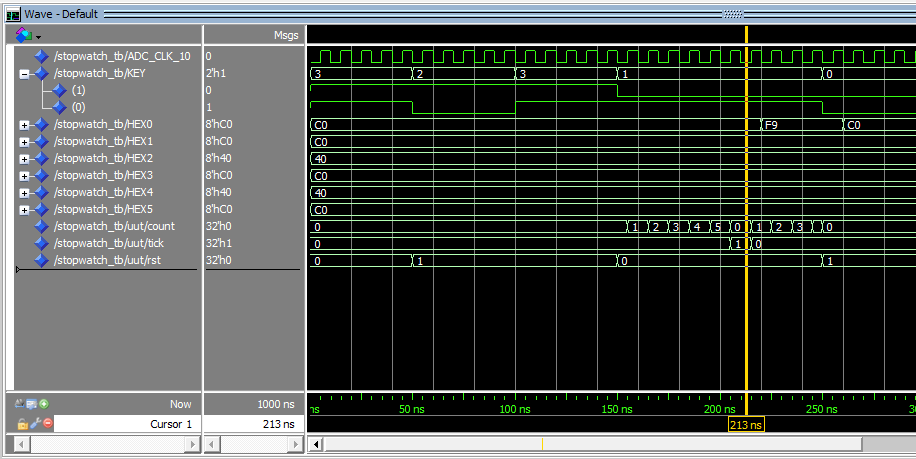 Wave - Default
Msgs
/stopwatch_tb/ADC_CLK_10 0
/stopwatch_tb/KEY 2'h1 3 2 3 1 0
(1) 0
(0) 1
/stopwatch_tb/HEX0 8'hC0 C0 F9 C0
/stopwatch_tb/HEX1 8'hC0 C0
/stopwatch_tb/HEX2 8'h40 40
/stopwatch_tb/HEX3 8'hC0 C0
/stopwatch_tb/HEX4 8'h40 40
/stopwatch_tb/HEX5 8'hC0 C0
/stopwatch_tb/uut/count 32'h0 0 1 2 3 4 5 0 1 2 3 0
/stopwatch_tb/uut/tick 32'h1 0 1 0
/stopwatch_tb/uut/rst 32'h0 0 1 0 1
Now 1000 ns ns 50 ns 100 ns 150 ns 200 ns 250 ns
Cursor 1 213 ns 213 ns